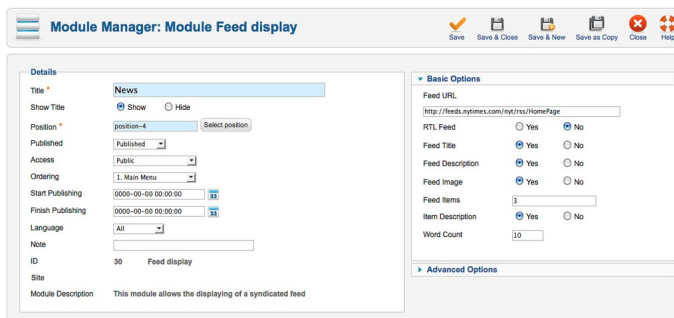 Module Manager: Module Feed display
Save
Save & Close
Save & New
Save as Copy
Close
Help
Details
Title * News
Show Title Show Hide
Position * position-4 Select position
Published Published
Access Public
Ordering 1. Main Menu
Start Publishing 0000-00-00 00:00:00 23
Finish Publishing 0000-00-00 00:00:00 23
Language All
Note
ID 30 Feed display
Site
Module Description This module allows the displaying of a syndicated feed
Basic Options
Feed URL
http://feeds.nytimes.com/nyt/rss/HomePage
RTL Feed Yes No
Feed Title Yes No
Feed Description Yes No
Feed Image Yes No
Feed Items 3
Item Description Yes No
Word Count 10
Advanced Options